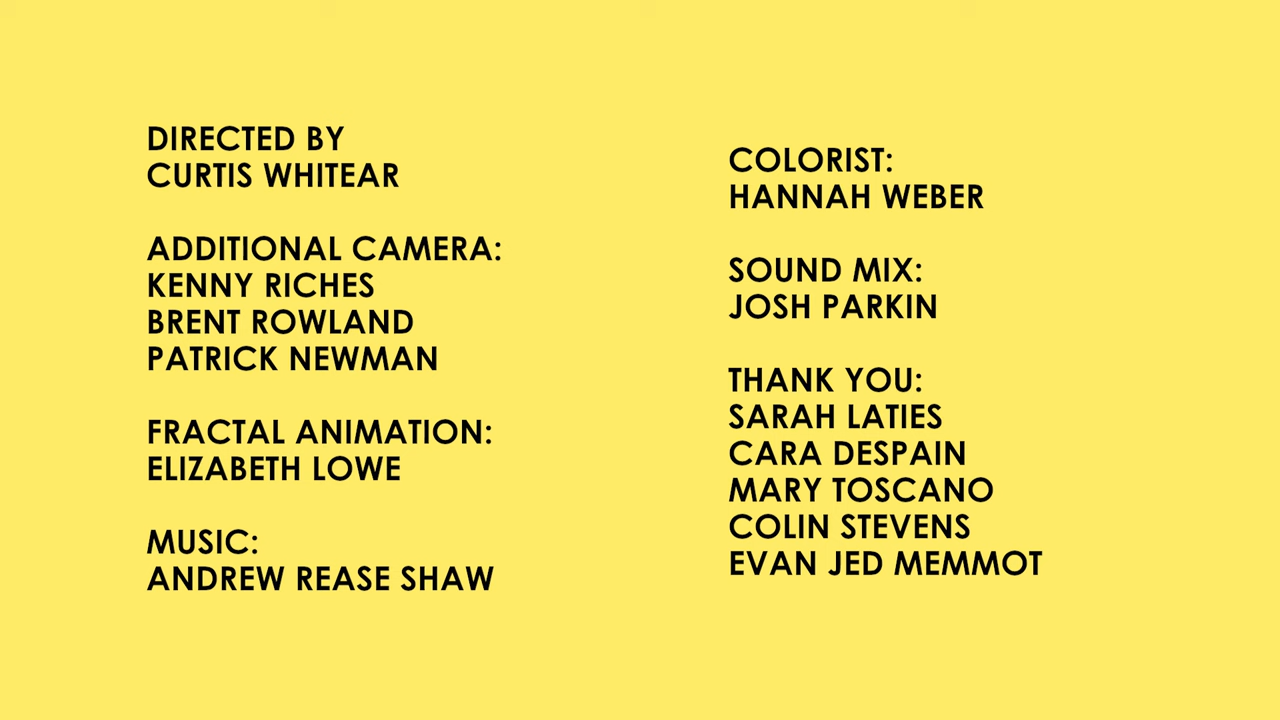 DIRECTED BY
CURTIS WHITEAR
ADDITIONAL CAMERA:
KENNY RICHES
BRENT ROWLAND
PATRICK NEWMAN
FRACTAL ANIMATION:
ELIZABETH LOWE
MUSIC:
ANDREW REASE SHAW
COLORIST:
HANNAH WEBER
SOUND MIX:
JOSH PARKIN
THANK YOU:
SARAH LATIES
CARA DESPAIN
MARY TOSCANO
COLIN STEVENS
EVAN JED MEMMOT